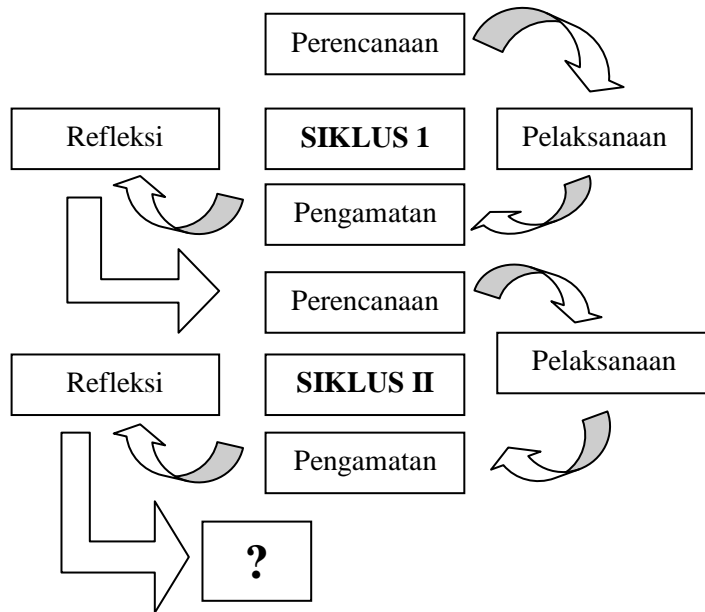 Perencanaan
Refleksi
SIKLUS 1
Pelaksanaan
Pengamatan
Perencanaan
Refleksi
SIKLUS II
Pelaksanaan
Pengamatan
?